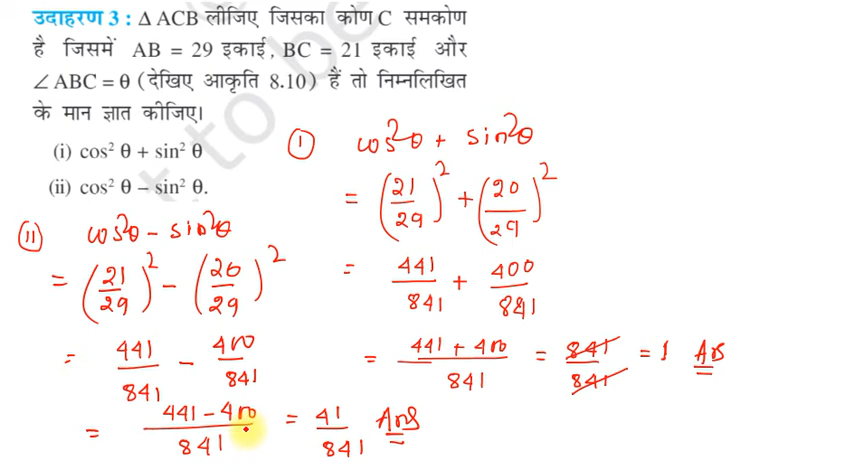 उदाहरण 3 : Δ ACB लीजिए जिसका कोण C समकोण
है जिसमें AB = 29 इकाई, BC = 21 इकाई और
∠ ABC = θ (देखिए आकृति 8.10) हैं तो निम्नलिखित
के मान ज्ञात कीजिए।
(i) cos² θ + sin² θ
(ii) cos² θ – sin² θ.
(I) cos²θ + sin²θ
= (21/29)² + (20/29)²
= 441/841 + 400/841
= (441 + 400)/841 = 841/841 = 1 Ans
(II) cos²θ – sin²θ
= (21/29)² – (20/29)²
= 441/841 – 400/841
= (441 – 400)/841 = 41/841 Ans